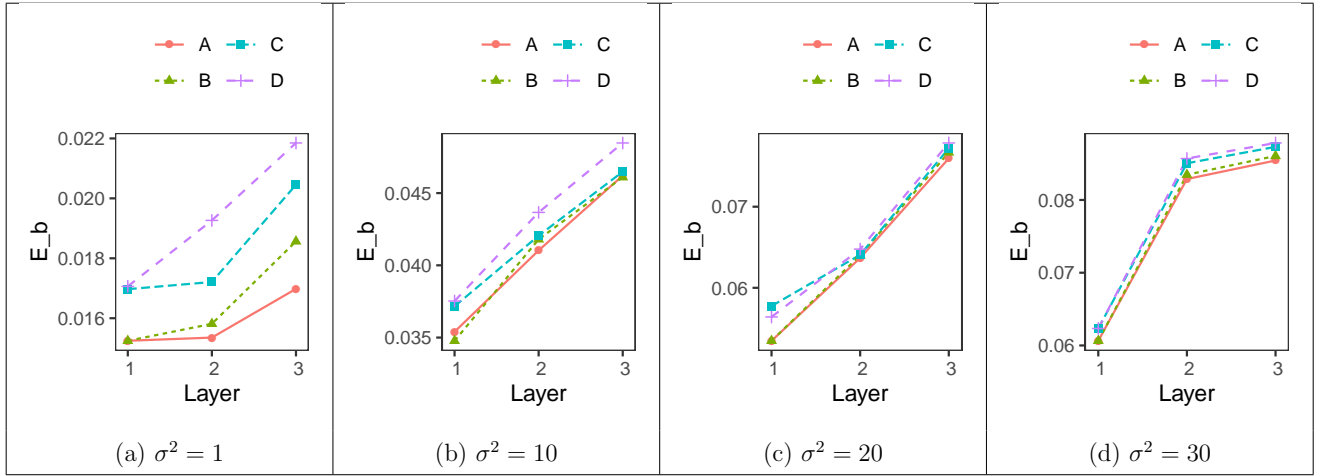 A C
B D
0.022
0.020
0.018
0.016
E_b
1 2 3
Layer
(a) σ² = 1
A C
B D
0.045
0.040
0.035
E_b
1 2 3
Layer
(b) σ² = 10
A C
B D
0.07
0.06
E_b
1 2 3
Layer
(c) σ² = 20
A C
B D
0.08
0.07
0.06
E_b
1 2 3
Layer
(d) σ² = 30